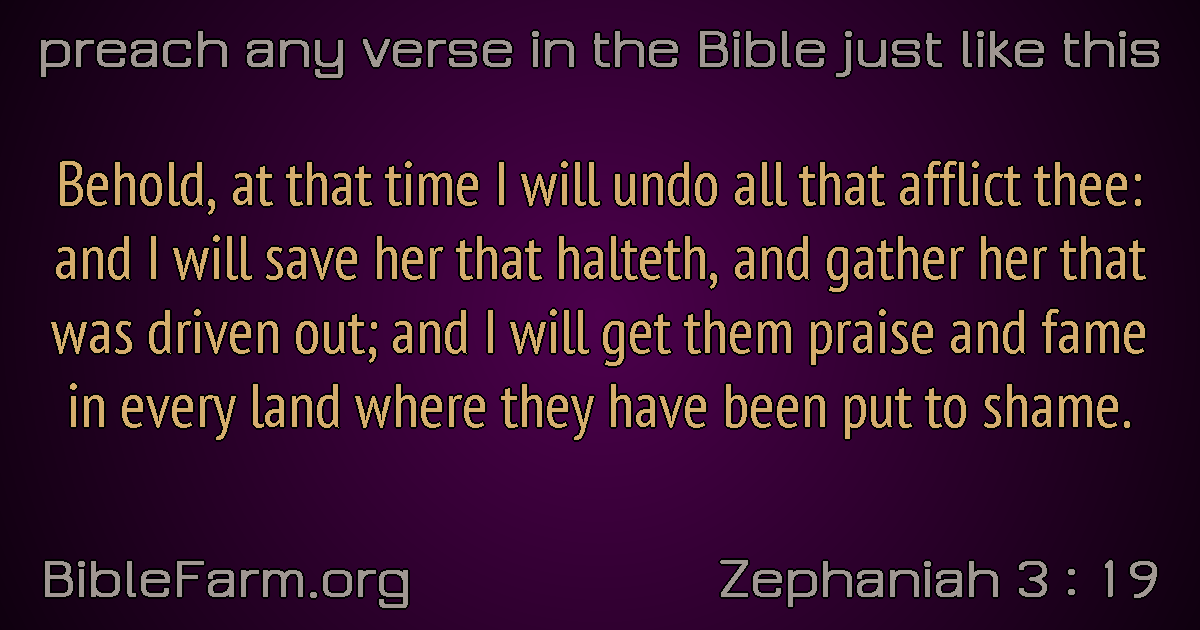 preach any verse in the Bible just like this
Behold, at that time I will undo all that afflict thee:
and I will save her that halteth, and gather her that
was driven out; and I will get them praise and fame
in every land where they have been put to shame.
BibleFarm.org
Zephaniah 3 : 19